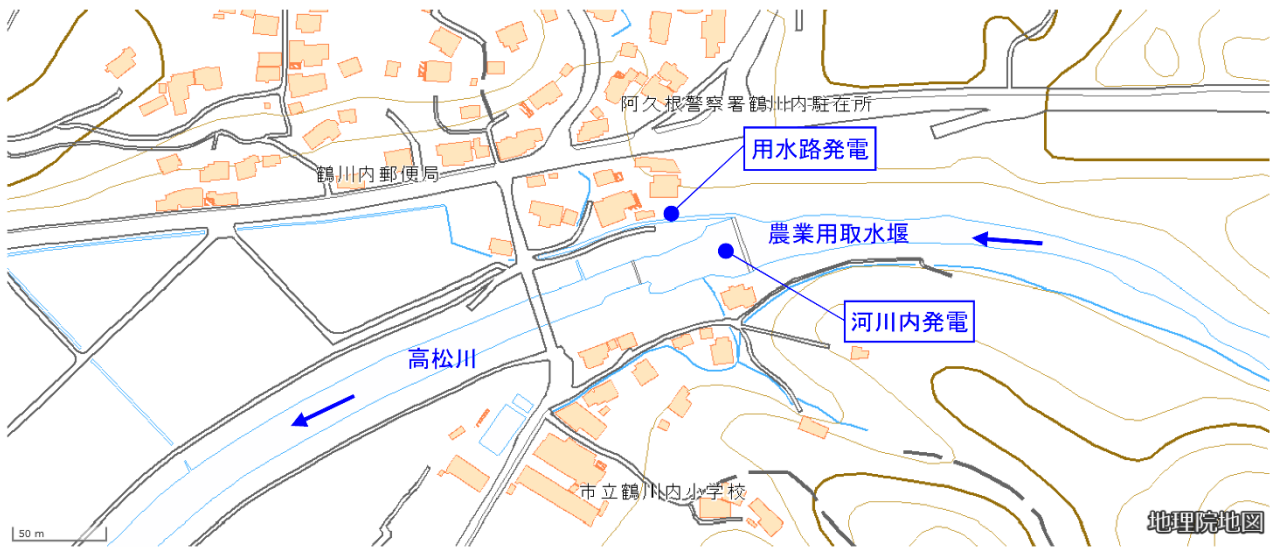 阿久根警察署鶴川内駐在所
用水路発電
鶴川内郵便局
農業用取水堰
河川内発電
高松川
市立鶴川内小学校
50 m
地理院地図